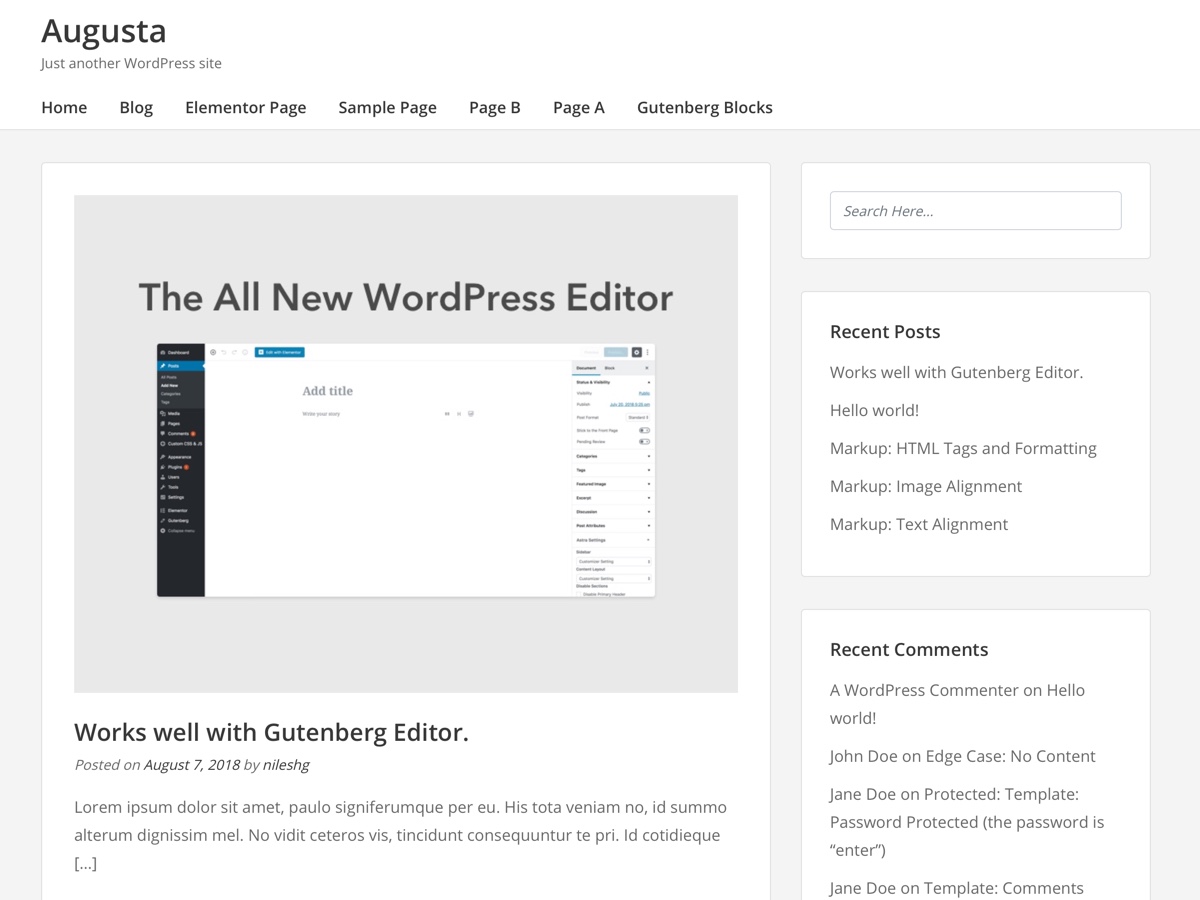 Augusta
Just another WordPress site
Home Blog Elementor Page Sample Page Page B Page A Gutenberg Blocks
The All New WordPress Editor
Dashboard
Posts
All Posts
Add New
Categories
Tags
Media
Pages
Comments
Custom CSS & JS
Appearance
Plugins
Users
Tools
Settings
Elementor
Gutenberg
Collapse menu
Edit with Elementor
Add title
Write your story
Document Block
Status & Visibility
Visibility Public
Publish
Post Format Standard
Stick to the Front Page
Pending Review
Categories
Tags
Featured Image
Excerpt
Discussion
Post Attributes
Astra Settings
Sidebar
Customizer Setting
Content Layout
Customizer Setting
Disable Sections
Disable Primary Header
Works well with Gutenberg Editor.
Posted on August 7, 2018 by nileshg
Lorem ipsum dolor sit amet, paulo signiferumque per eu. His tota veniam no, id summo
alterum dignissim mel. No vidit ceteros vis, tincidunt consequuntur te pri. Id cotidieque
[…]
Search Here...
Recent Posts
Works well with Gutenberg Editor.
Hello world!
Markup: HTML Tags and Formatting
Markup: Image Alignment
Markup: Text Alignment
Recent Comments
A WordPress Commenter on Hello
world!
John Doe on Edge Case: No Content
Jane Doe on Protected: Template:
Password Protected (the password is
“enter”)
Jane Doe on Template: Comments